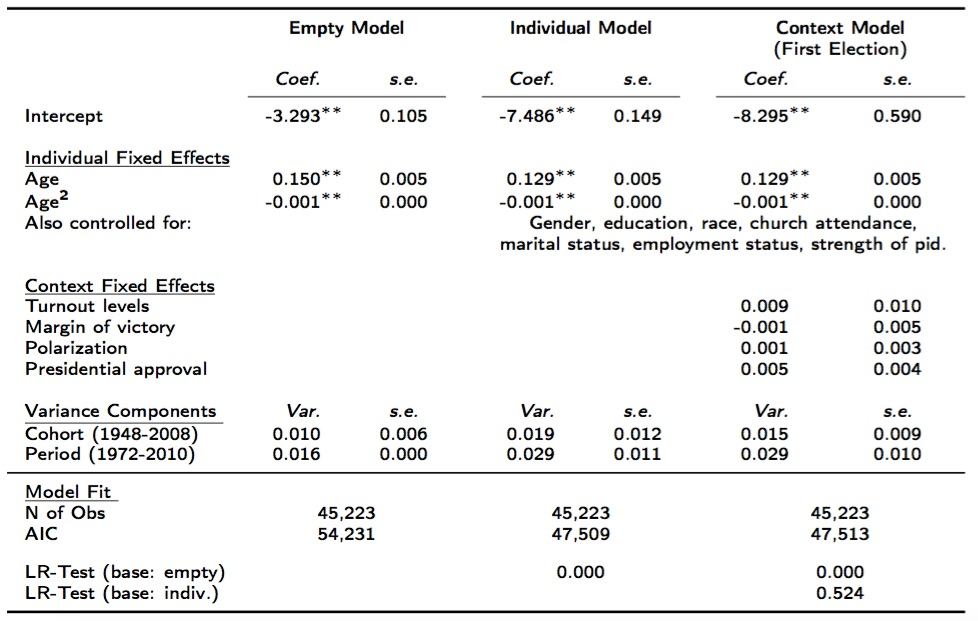 Empty Model Individual Model Context Model
(First Election)
Coef. s.e. Coef. s.e. Coef. s.e.
Intercept -3.293** 0.105 -7.486** 0.149 -8.295** 0.590
Individual Fixed Effects
Age 0.150** 0.005 0.129** 0.005 0.129** 0.005
Age² -0.001** 0.000 -0.001** 0.000 -0.001** 0.000
Also controlled for: Gender, education, race, church attendance,
marital status, employment status, strength of pid.
Context Fixed Effects
Turnout levels 0.009 0.010
Margin of victory -0.001 0.005
Polarization 0.001 0.003
Presidential approval 0.005 0.004
Variance Components Var. s.e. Var. s.e. Var. s.e.
Cohort (1948-2008) 0.010 0.006 0.019 0.012 0.015 0.009
Period (1972-2010) 0.016 0.000 0.029 0.011 0.029 0.010
Model Fit
N of Obs 45,223 45,223 45,223
AIC 54,231 47,509 47,513
LR-Test (base: empty) 0.000 0.000
LR-Test (base: indiv.) 0.524